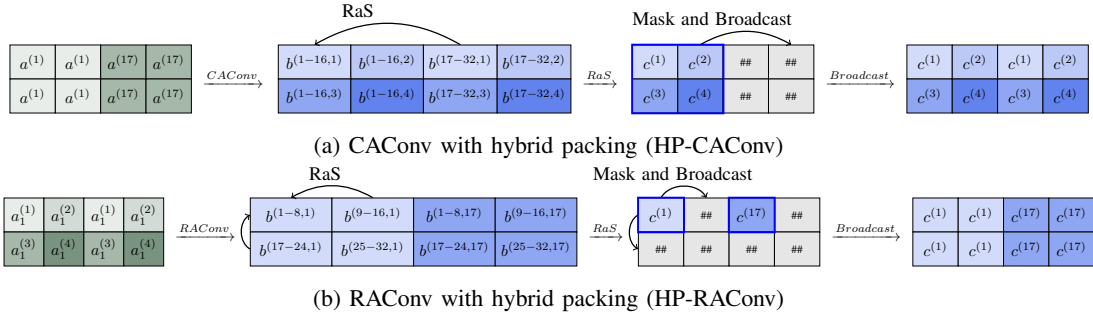 RaS
Mask and Broadcast
a^(1) a^(1) a^(17) a^(17) CAConv b^(1−16,1) b^(1−16,2) b^(17−32,1) b^(17−32,2) RaS c^(1) c^(2) ## ## Broadcast c^(1) c^(2) c^(1) c^(2)
a^(1) a^(1) a^(17) a^(17) b^(1−16,3) b^(1−16,4) b^(17−32,3) b^(17−32,4) c^(3) c^(4) ## ## c^(3) c^(4) c^(3) c^(4)
(a) CAConv with hybrid packing (HP-CAConv)
RaS
Mask and Broadcast
a_1^(1) a_1^(2) a_1^(1) a_1^(2) RAConv b^(1−8,1) b^(9−16,1) b^(1−8,17) b^(9−16,17) RaS c^(1) ## c^(17) ## Broadcast c^(1) c^(1) c^(17) c^(17)
a_1^(3) a_1^(4) a_1^(3) a_1^(4) b^(17−24,1) b^(25−32,1) b^(17−24,17) b^(25−32,17) ## ## ## ## c^(1) c^(1) c^(17) c^(17)
(b) RAConv with hybrid packing (HP-RAConv)